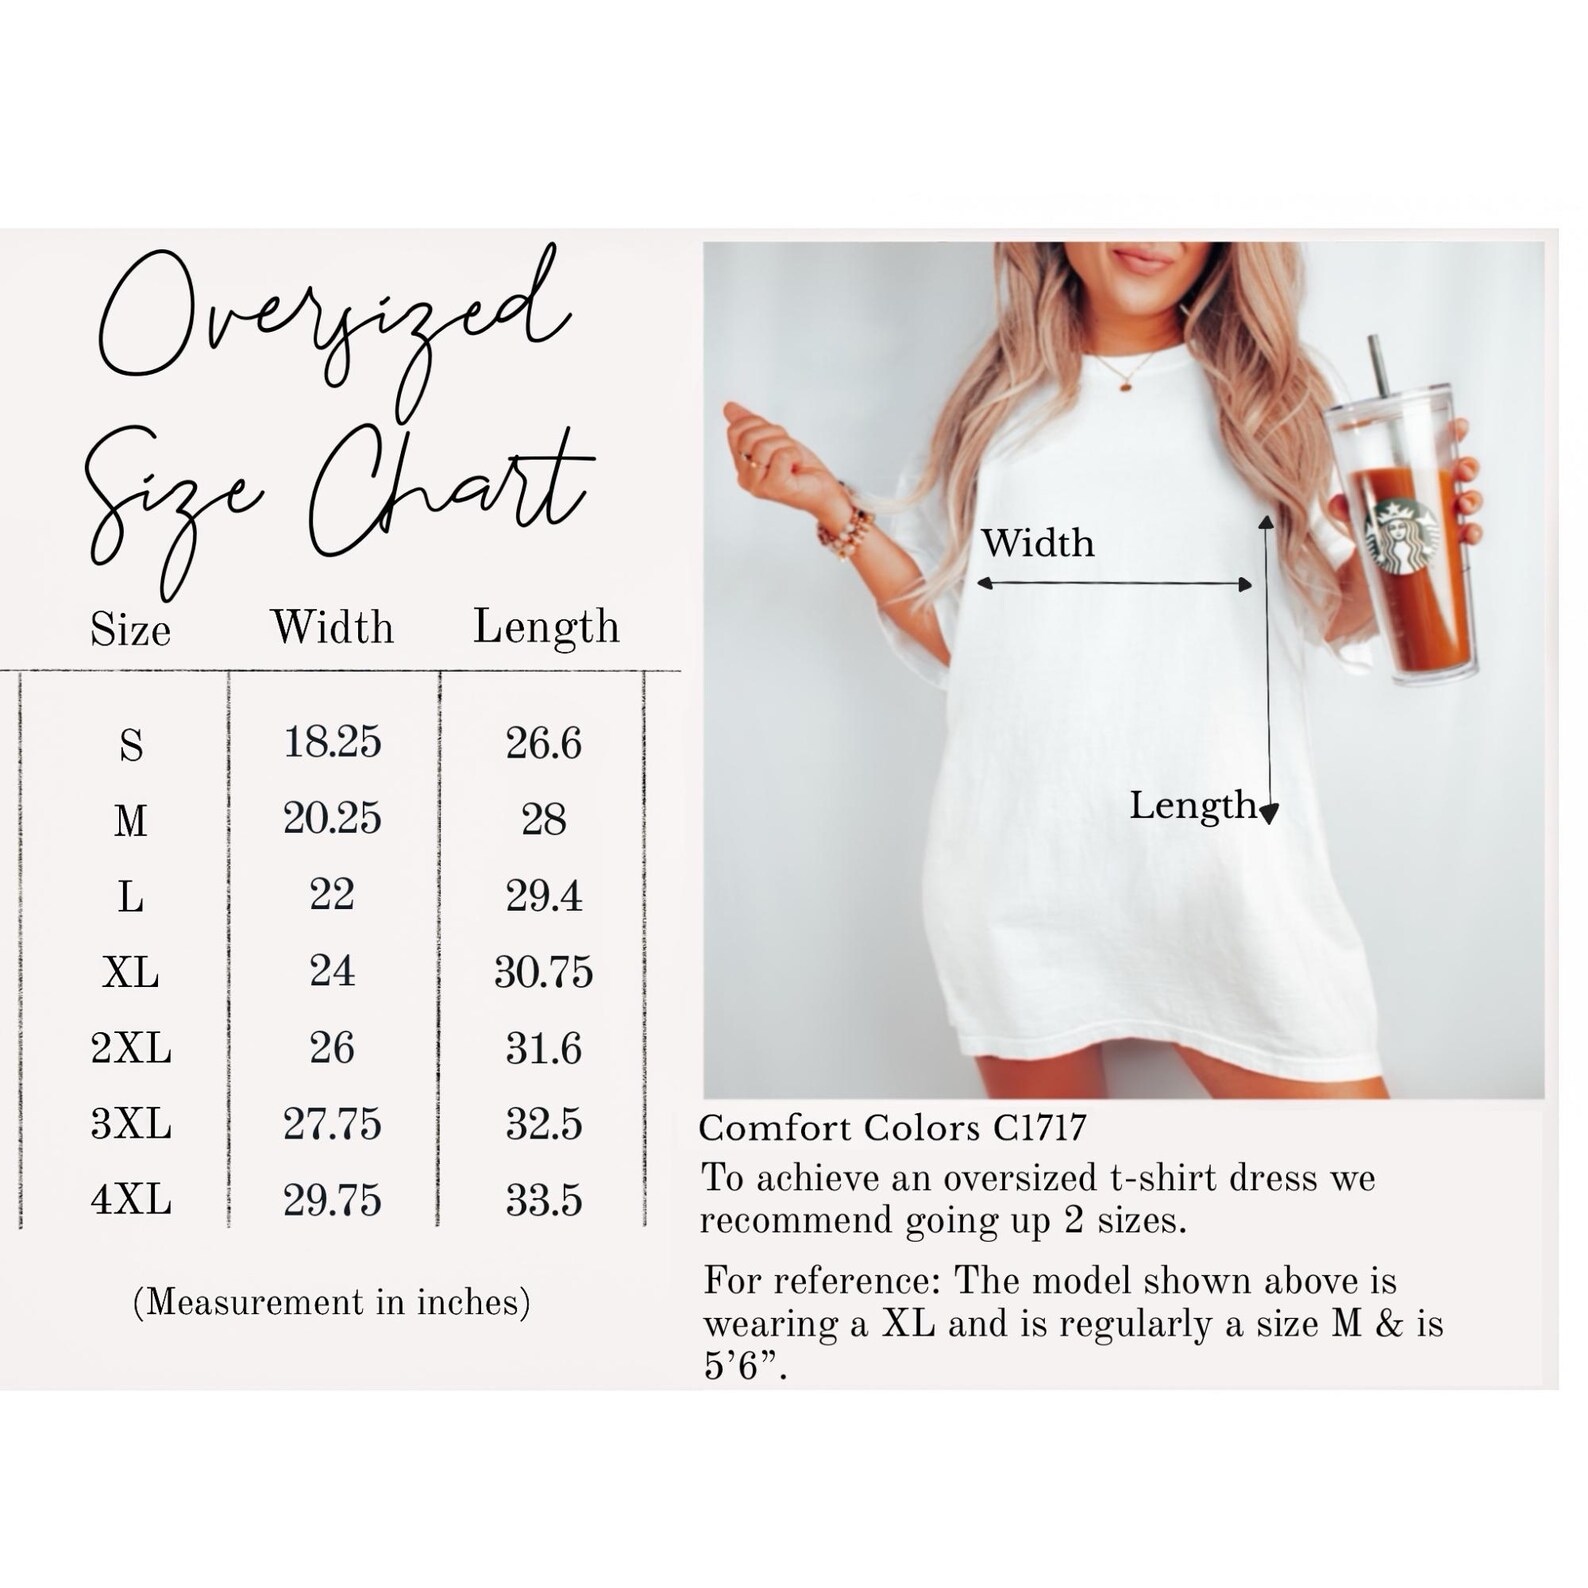 Oversized
Size Chart
Size Width Length
S 18.25 26.6
M 20.25 28
L 22 29.4
XL 24 30.75
2XL 26 31.6
3XL 27.75 32.5
4XL 29.75 33.5
(Measurement in inches)
Width
Length
Comfort Colors C1717
To achieve an oversized t-shirt dress we
recommend going up 2 sizes.
For reference: The model shown above is
wearing a XL and is regularly a size M & is
5’6”.